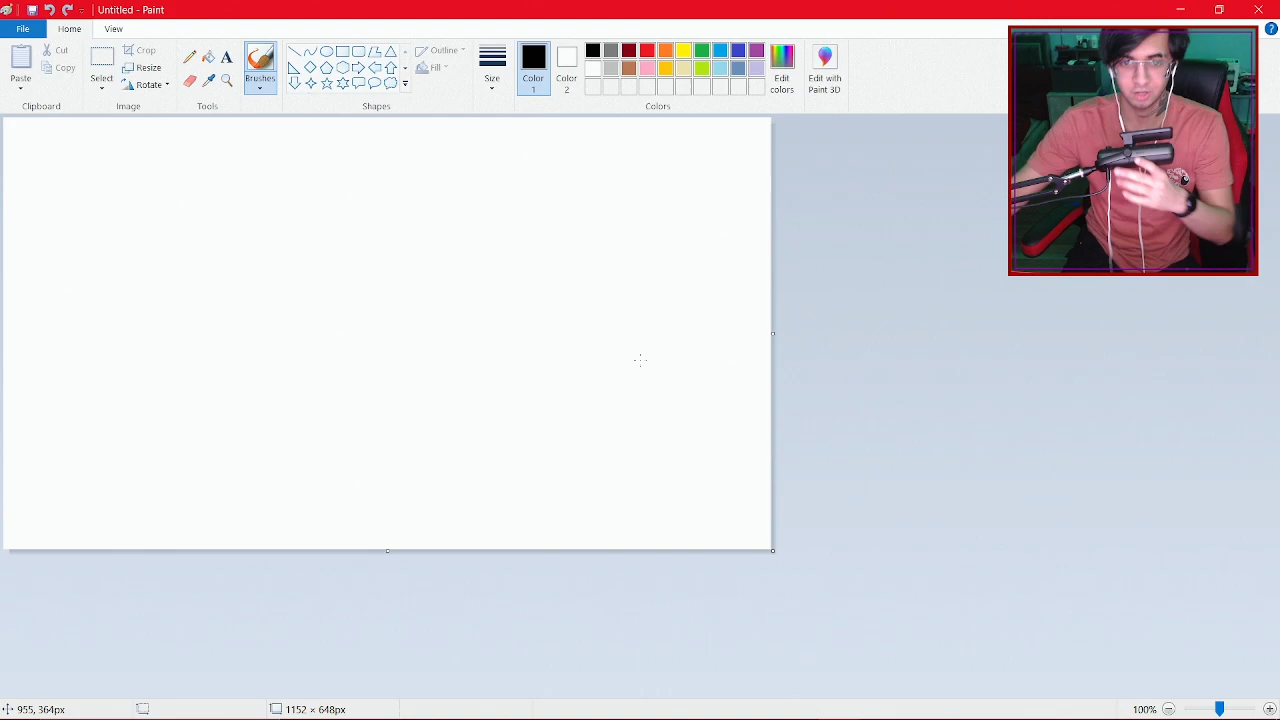 Untitled - Paint
File
Home
View
Cut
Copy
Clipboard
Select
Crop
Resize
Rotate
Image
Tools
Brushes
Outline
Fill
Shapes
Size
Color
1
Color
2
Edit
colors
Colors
Edit with
Paint 3D
955, 364px
1152 × 648px
100%